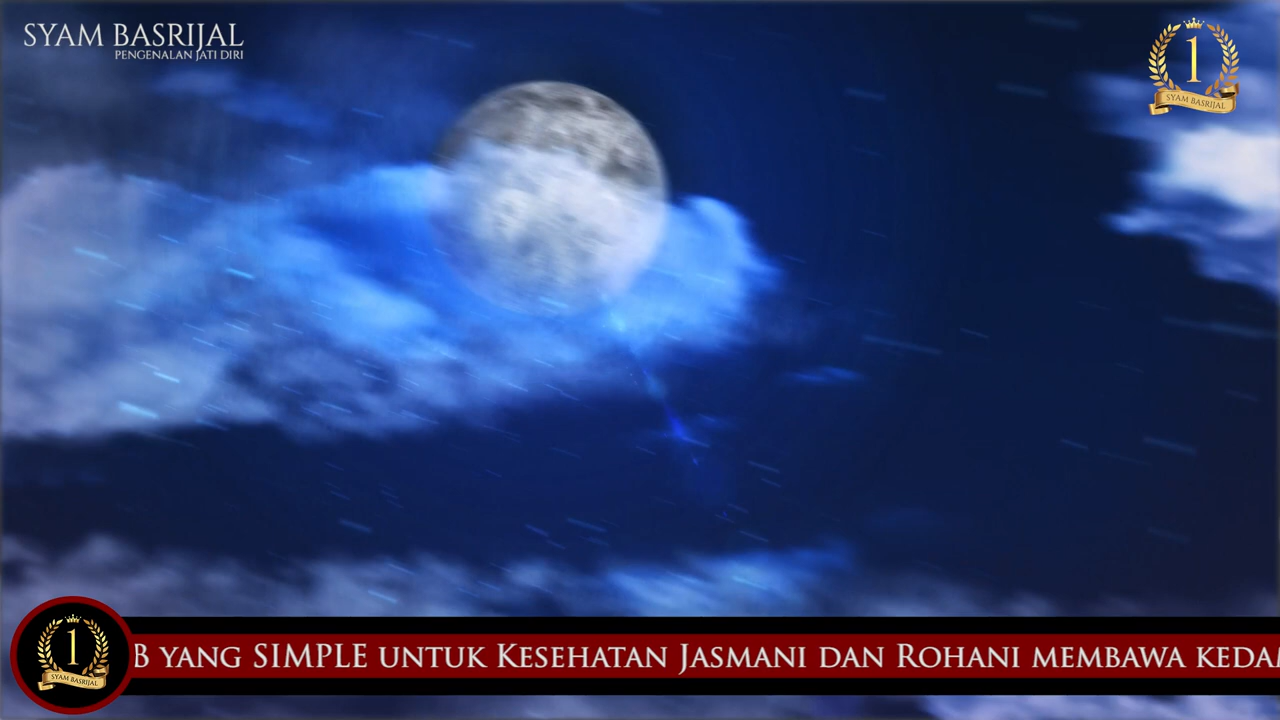 SYAM BASRIJAL
PENGENALAN JATI DIRI
1
SYAM BASRIJAL
B YANG SIMPLE UNTUK KESEHATAN JASMANI DAN ROHANI MEMBAWA
1
SYAM BASRIJAL